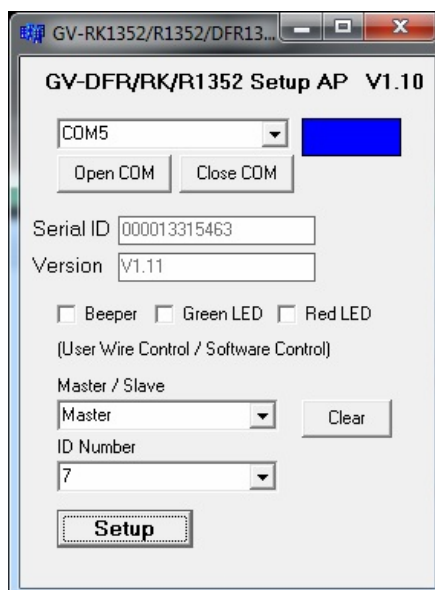 GV-RK1352/R1352/DFR13...
GV-DFR/RK/R1352 Setup AP V1.10
COM5
Open COM Close COM
Serial ID 000013315463
Version V1.11
Beeper Green LED Red LED
(User Wire Control / Software Control)
Master / Slave
Master Clear
ID Number
7
Setup